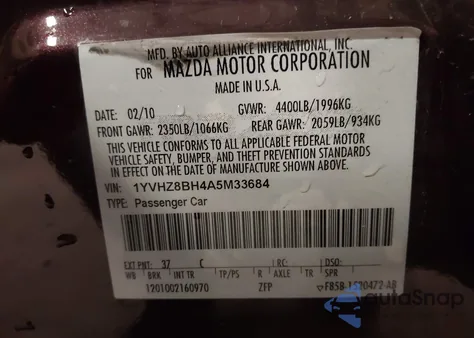 MFD. BY AUTO ALLIANCE INTERNATIONAL, INC.
FOR MAZDA MOTOR CORPORATION
MADE IN U.S.A.
DATE: 02/10 GVWR: 4400LB/1996KG
FRONT GAWR: 2350LB/1066KG REAR GAWR: 2059LB/934KG
THIS VEHICLE CONFORMS TO ALL APPLICABLE FEDERAL MOTOR
VEHICLE SAFETY, BUMPER, AND THEFT PREVENTION STANDARDS
IN EFFECT ON THE DATE OF MANUFACTURE SHOWN ABOVE.
VIN: 1YVHZ8BH4A5M33684
TYPE: Passenger Car
EXT PNT: 37 C RC: DSO:
WB BRK INT TR TP/PS R AXLE TR SPR
1201002160970 ZFP F85B-1520472-AB
AutoSnap